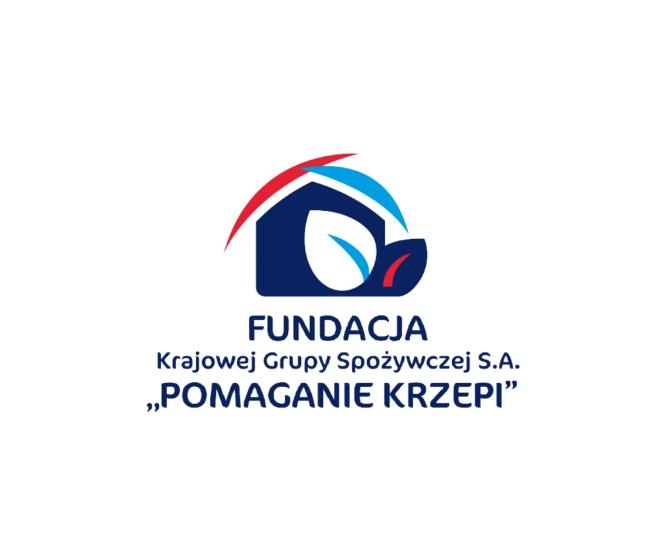 FUNDACJA
Krajowej Grupy Spożywczej S.A.
„POMAGANIE KRZEPI”